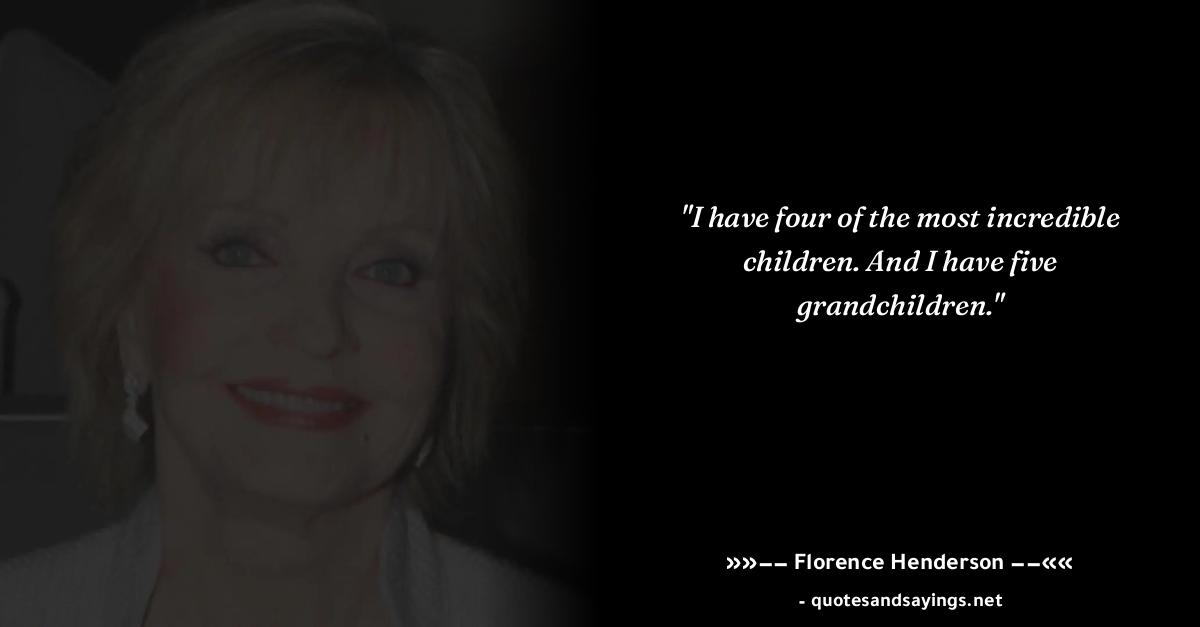 "I have four of the most incredible
children. And I have five
grandchildren."
»»−− Florence Henderson −−««
- quotesandsayings.net